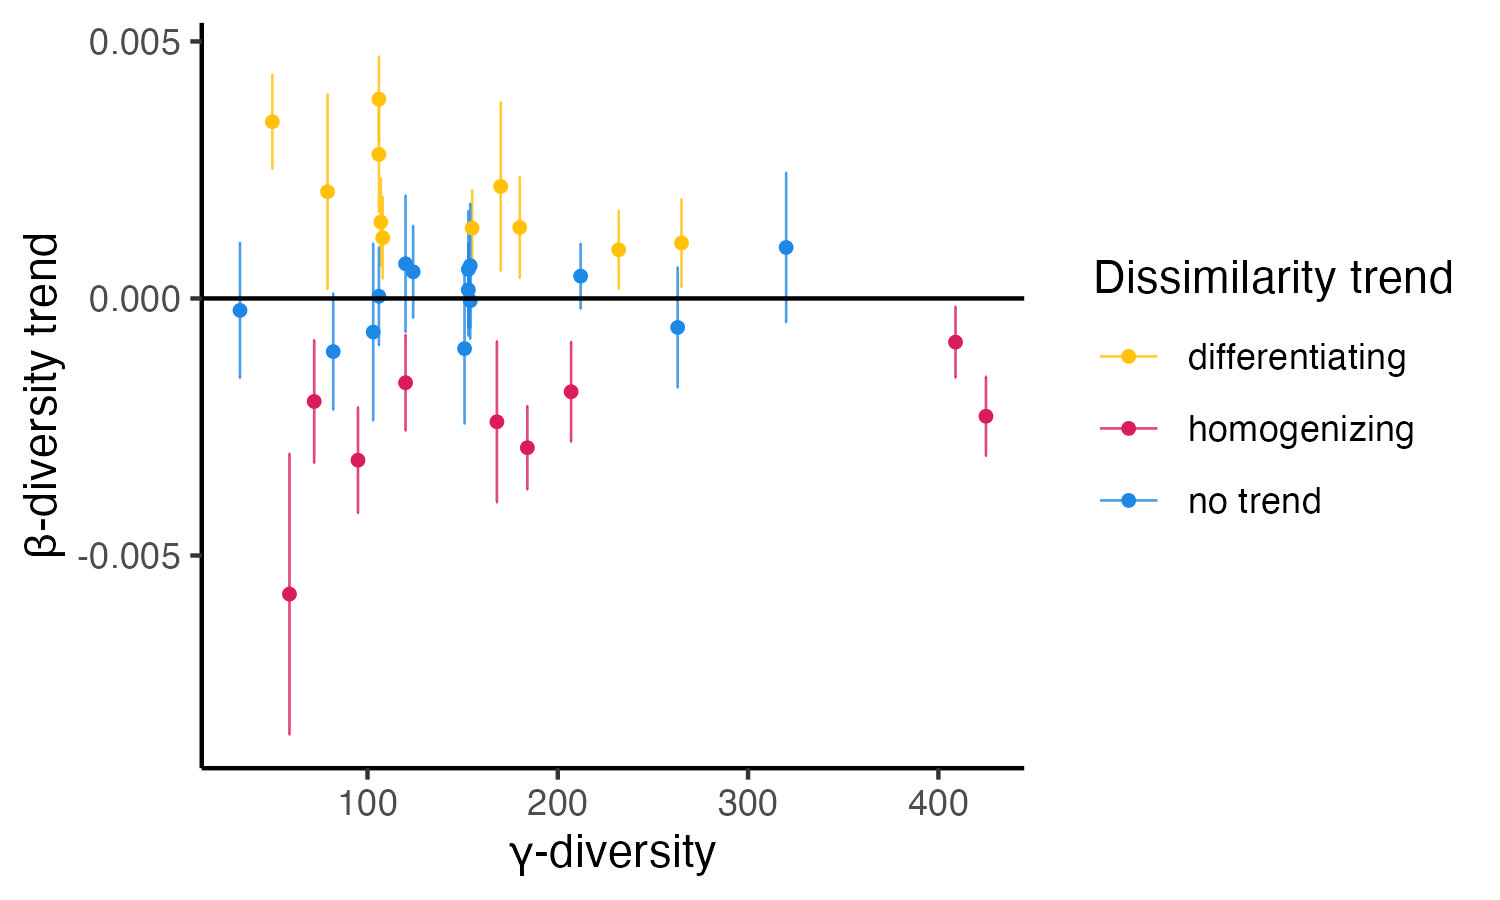 0.005
0.000
-0.005
β-diversity trend
100
200
300
400
γ-diversity
Dissimilarity trend
differentiating
homogenizing
no trend